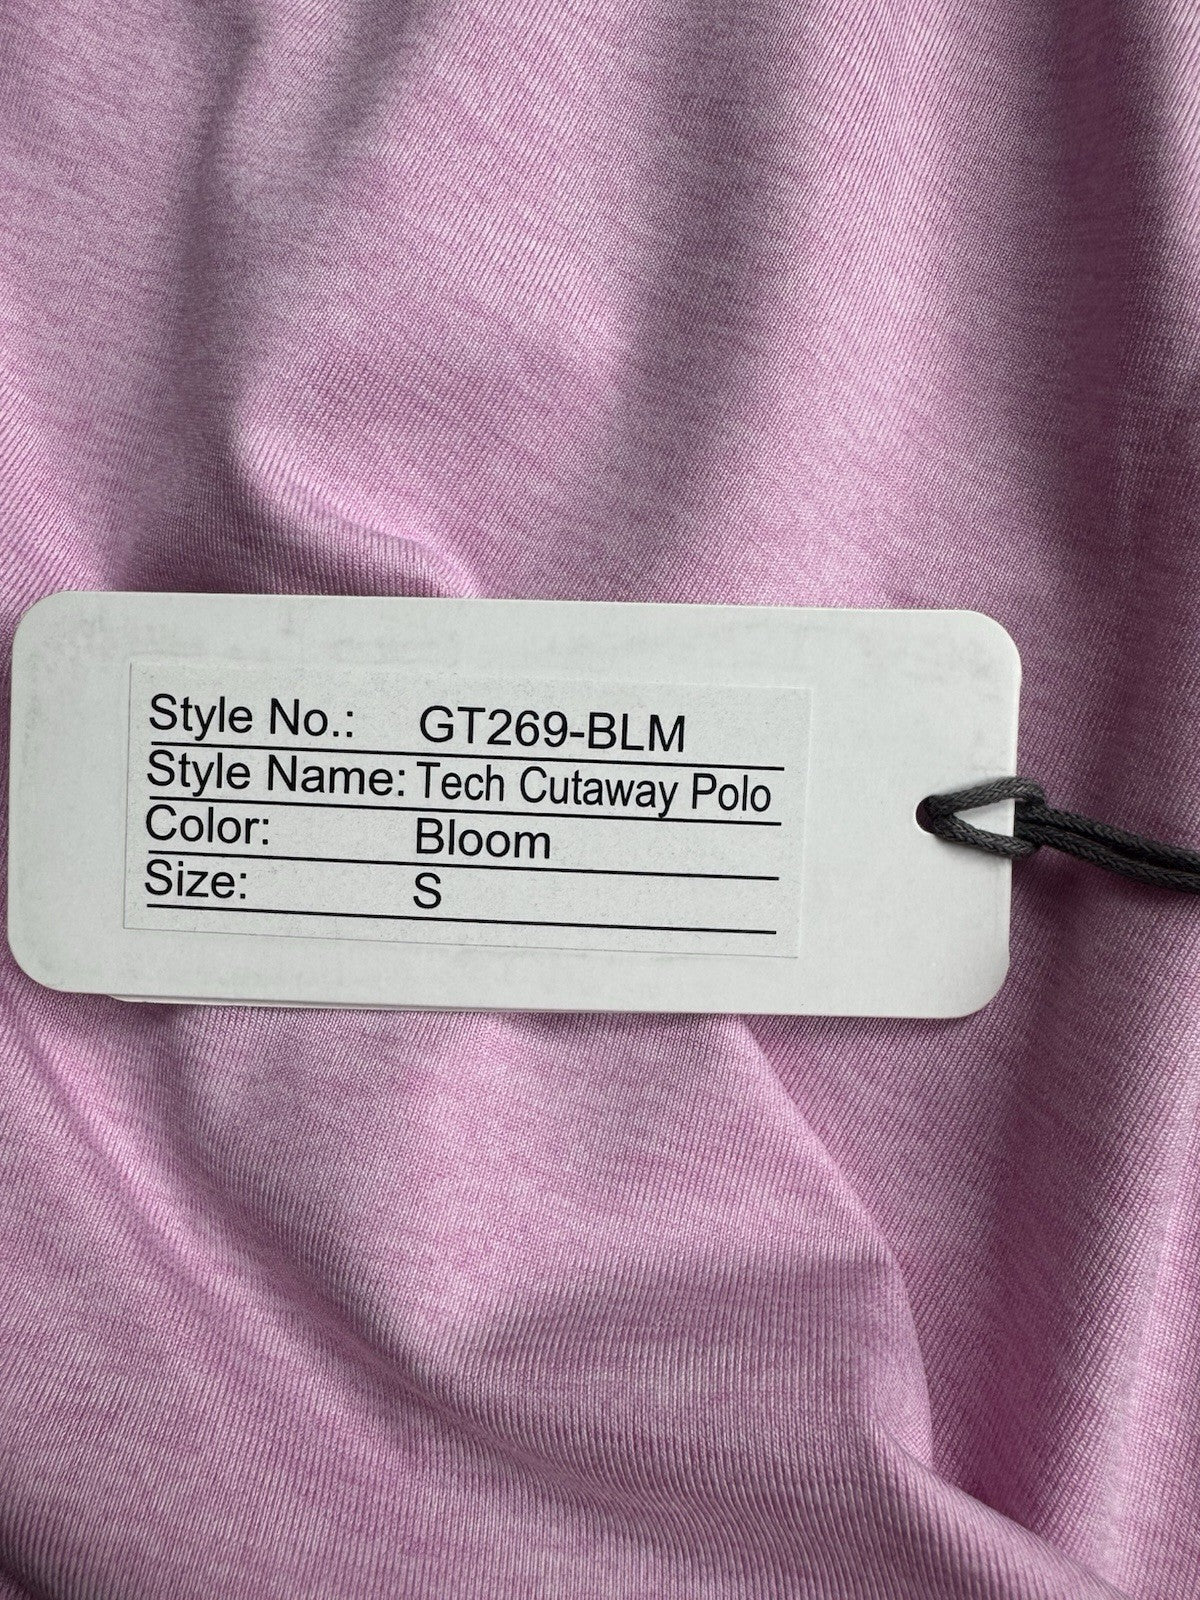 Style No.: GT269-BLM
Style Name: Tech Cutaway Polo
Color: Bloom
Size: S